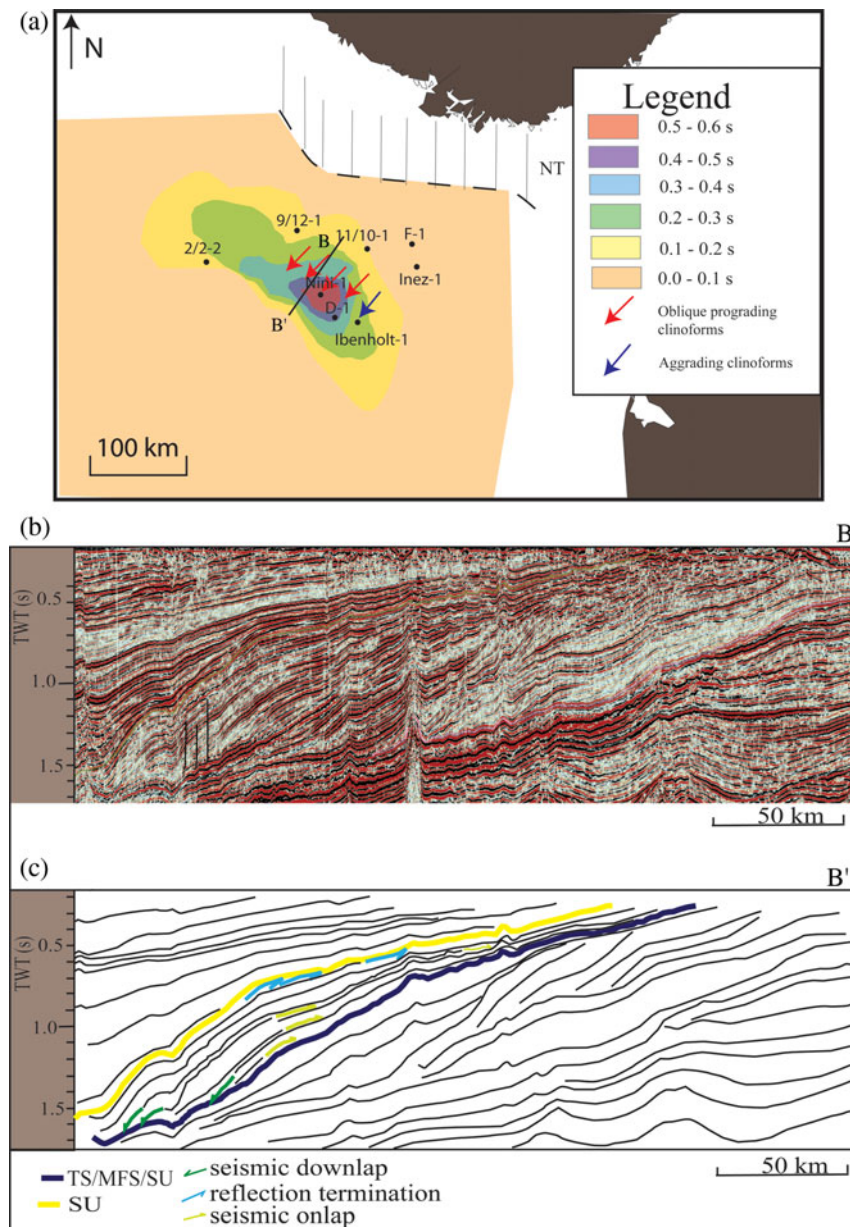 (a)
N
NT
Legend
0.5 - 0.6 s
0.4 - 0.5 s
0.3 - 0.4 s
0.2 - 0.3 s
0.1 - 0.2 s
0.0 - 0.1 s
Oblique prograding
clinoforms
Aggrading clinoforms
9/12-1
B
11/10-1
F-1
2/2-2
Inez-1
Nini-1
B'
D-1
Ibenholt-1
100 km
(b)
B
TWT (s)
0.5
1.0
1.5
50 km
(c)
B'
TWT (s)
0.5
1.0
1.5
50 km
TS/MFS/SU
SU
seismic downlap
reflection termination
seismic onlap